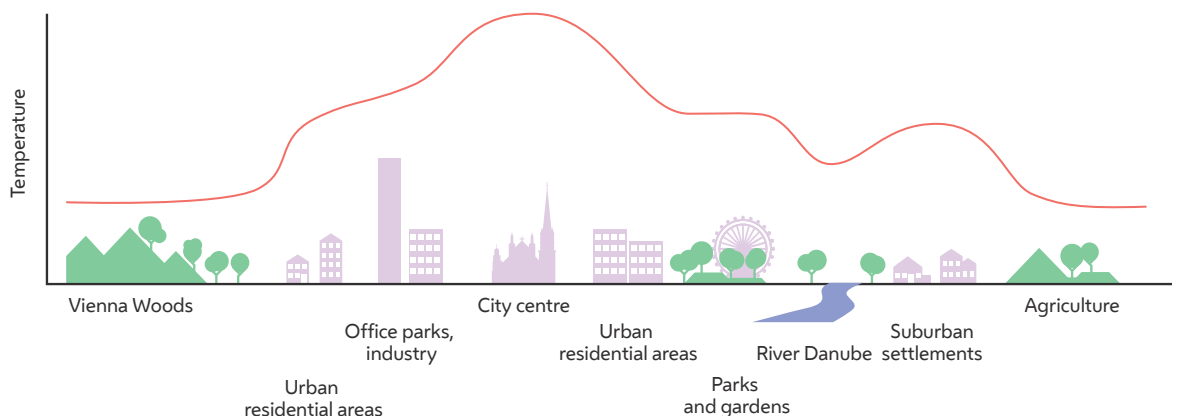 Temperature
Vienna Woods
City centre
Agriculture
Office parks,
industry
Urban
residential areas
Suburban
settlements
River Danube
Urban
residential areas
Parks
and gardens